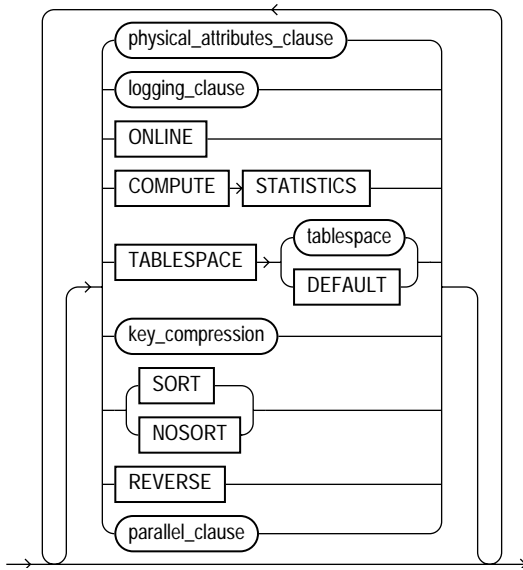 physical_attributes_clause
logging_clause
ONLINE
COMPUTE STATISTICS
tablespace
TABLESPACE
DEFAULT
key_compression
SORT
NOSORT
REVERSE
parallel_clause